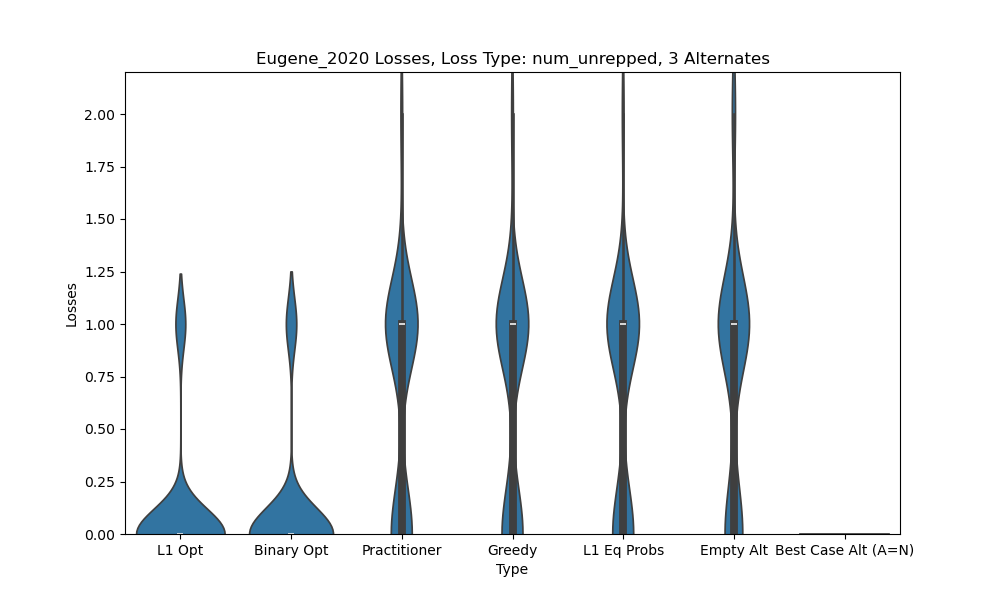 Eugene_2020 Losses, Loss Type: num_unrepped, 3 Alternates
2.00
1.75
1.50
1.25
1.00
0.75
0.50
0.25
0.00
Losses
L1 Opt Binary Opt Practitioner Greedy L1 Eq Probs Empty Alt Best Case Alt (A=N)
Type